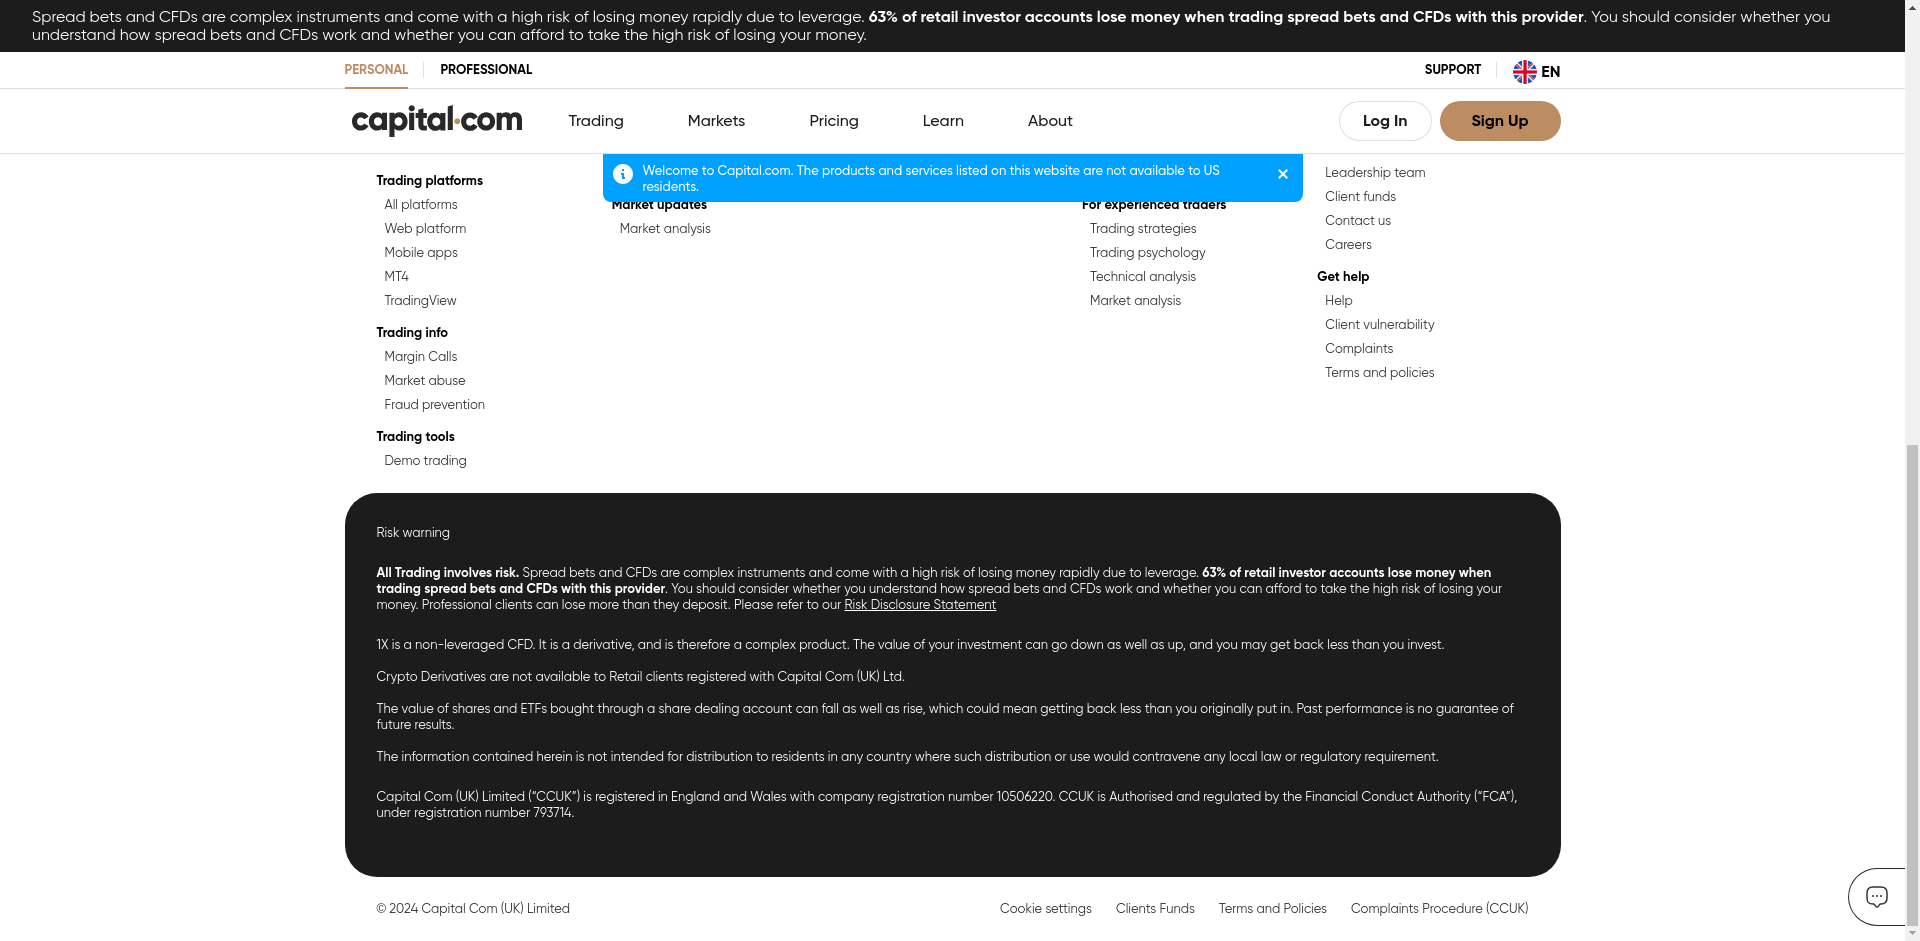 Spread bets and CFDs are complex instruments and come with a high risk of losing money rapidly due to leverage. 63% of retail investor accounts lose money when trading spread bets and CFDs with this provider. You should consider whether you
understand how spread bets and CFDs work and whether you can afford to take the high risk of losing your money.
PERSONAL
PROFESSIONAL
SUPPORT
EN
capital.com
Trading
Markets
Pricing
Learn
About
Log In
Sign Up
Welcome to Capital.com. The products and services listed on this website are not available to US
residents.
Trading platforms
All platforms
Web platform
Mobile apps
MT4
TradingView
Trading info
Margin Calls
Market abuse
Fraud prevention
Trading tools
Demo trading
Market updates
Market analysis
For experienced traders
Trading strategies
Trading psychology
Technical analysis
Market analysis
Leadership team
Client funds
Contact us
Careers
Get help
Help
Client vulnerability
Complaints
Terms and policies
Risk warning
All Trading involves risk. Spread bets and CFDs are complex instruments and come with a high risk of losing money rapidly due to leverage. 63% of retail investor accounts lose money when
trading spread bets and CFDs with this provider. You should consider whether you understand how spread bets and CFDs work and whether you can afford to take the high risk of losing your
money. Professional clients can lose more than they deposit. Please refer to our Risk Disclosure Statement
1X is a non-leveraged CFD. It is a derivative, and is therefore a complex product. The value of your investment can go down as well as up, and you may get back less than you invest.
Crypto Derivatives are not available to Retail clients registered with Capital Com (UK) Ltd.
The value of shares and ETFs bought through a share dealing account can fall as well as rise, which could mean getting back less than you originally put in. Past performance is no guarantee of
future results.
The information contained herein is not intended for distribution to residents in any country where such distribution or use would contravene any local law or regulatory requirement.
Capital Com (UK) Limited (“CCUK”) is registered in England and Wales with company registration number 10506220. CCUK is Authorised and regulated by the Financial Conduct Authority (“FCA”),
under registration number 793714.
© 2024 Capital Com (UK) Limited
Cookie settings
Clients Funds
Terms and Policies
Complaints Procedure (CCUK)